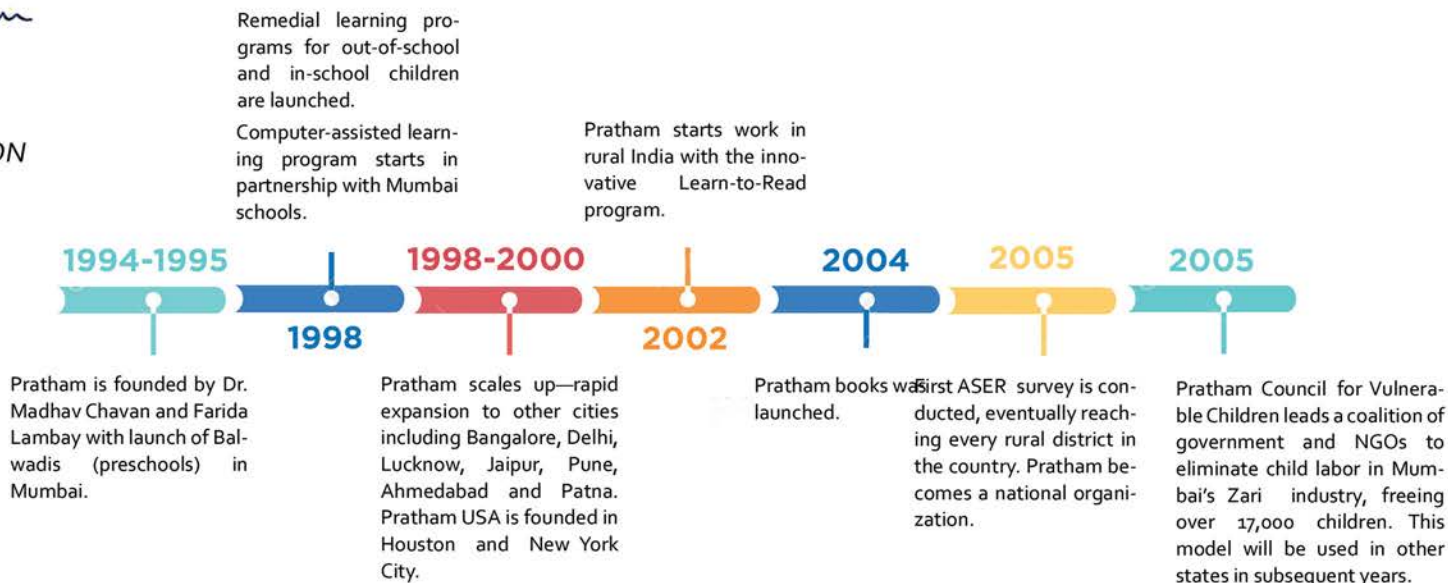 ON
Remedial learning pro-
grams for out-of-school
and in-school children
are launched.
Computer-assisted learn-
ing program starts in
partnership with Mumbai
schools.
Pratham starts work in
rural India with the inno-
vative Learn-to-Read
program.
1994-1995
1998
1998-2000
2002
2004
2005
2005
Pratham is founded by Dr.
Madhav Chavan and Farida
Lambay with launch of Bal-
wadis (preschools) in
Mumbai.
Pratham scales up—rapid
expansion to other cities
including Bangalore, Delhi,
Lucknow, Jaipur, Pune,
Ahmedabad and Patna.
Pratham USA is founded in
Houston and New York
City.
Pratham books was
launched.
First ASER survey is con-
ducted, eventually reach-
ing every rural district in
the country. Pratham be-
comes a national organi-
zation.
Pratham Council for Vulnera-
ble Children leads a coalition of
government and NGOs to
eliminate child labor in Mum-
bai's Zari industry, freeing
over 17,000 children. This
model will be used in other
states in subsequent years.